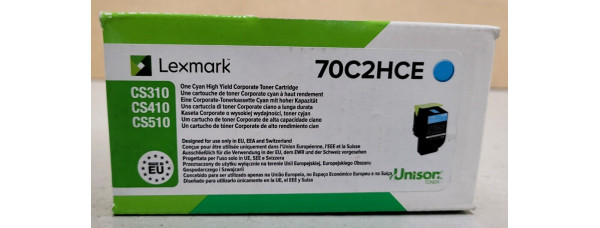 Lexmark
70C2HCE
CS310
CS410
CS510
One Cyan High Yield Corporate Toner Cartridge
Une cartouche de toner Corporate cyan à haut rendement
Eine Corporate-Tonerkassette Cyan mit hoher Kapazität
Una cartuccia di toner Corporate ciano a lunga durata
Kaseta Corporate o wysokiej wydajności, toner cyjan
Un cartucho de toner Corporate de alta capacidade ciano
Un cartucho de tóner Corporate de alto rendimiento cian
EU
Designed for use only in EU, EEA and Switzerland
Conçue pour être utilisée uniquement dans l'Union Européenne, l'EEE et la Suisse
Ausschließlich für die Verwendung in der EU, dem EWR und der Schweiz vorgesehen
Progettata per l'uso solo in UE, SEE e Svizzera
Przeznaczony do użytku wyłącznie na terenie Unii Europejskiej, Europejskiego Obszaru
Gospodarczego i Szwajcarii
Concebido para ser utilizado apenas na União Europeia, no Espaço Económico Europeu e na Suíça
Diseñado para utilizarlo únicamente en la UE, el EEE y Suiza
Unison
TONER